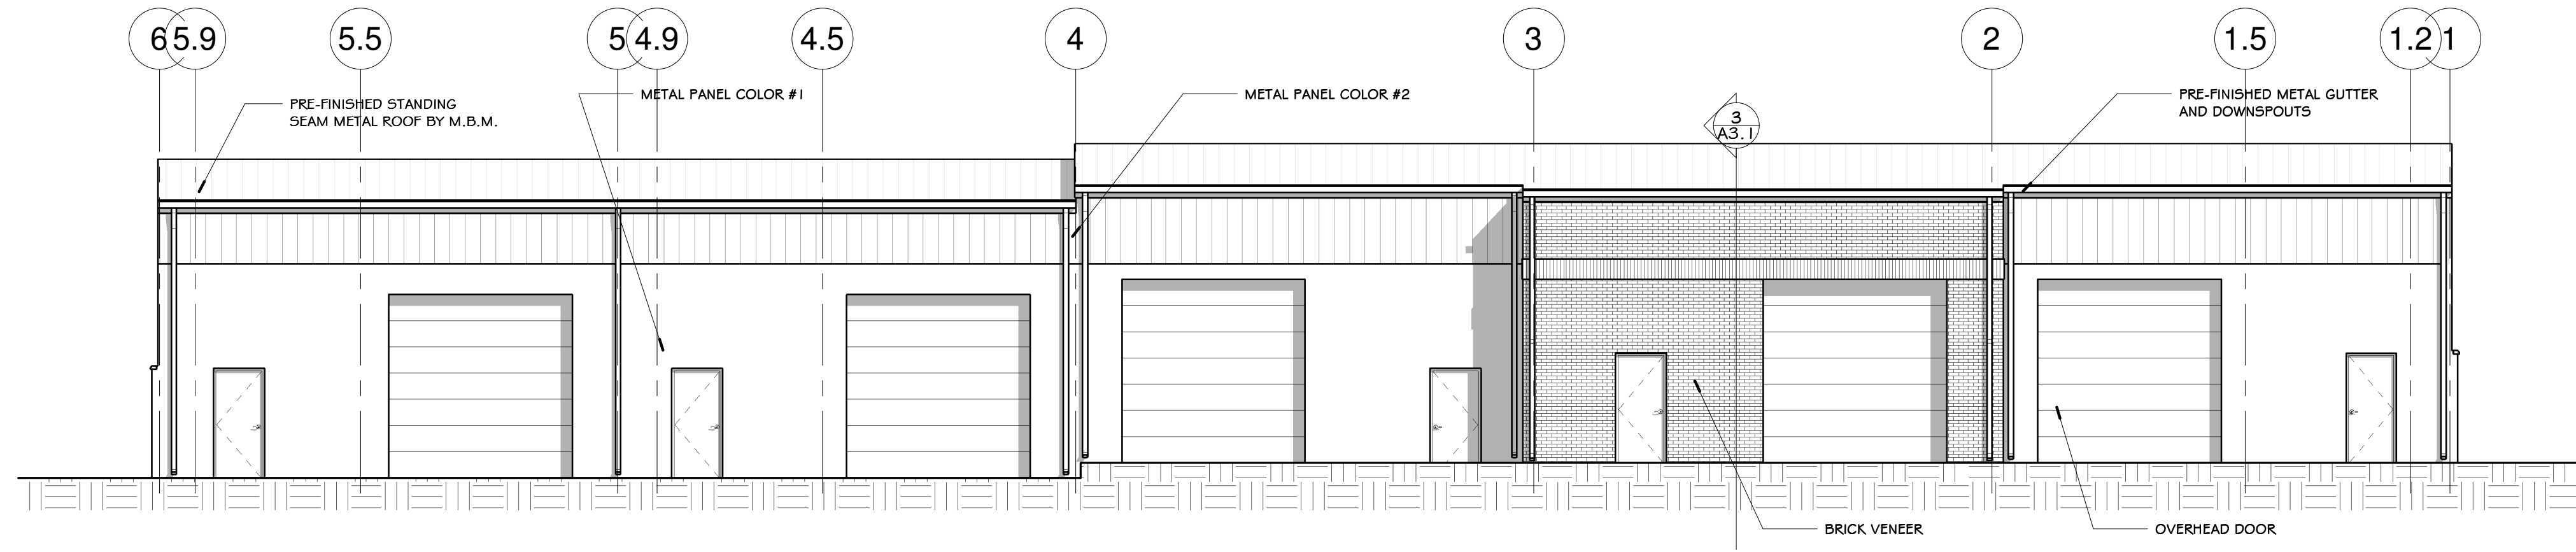 6
5.9
5.5
5
4.9
4.5
4
3
2
1.5
1.2
1
PRE-FINISHED STANDING
SEAM METAL ROOF BY M.B.M.
METAL PANEL COLOR #1
METAL PANEL COLOR #2
3
A3.1
PRE-FINISHED METAL GUTTER
AND DOWNSPOUTS
BRICK VENEER
OVERHEAD DOOR